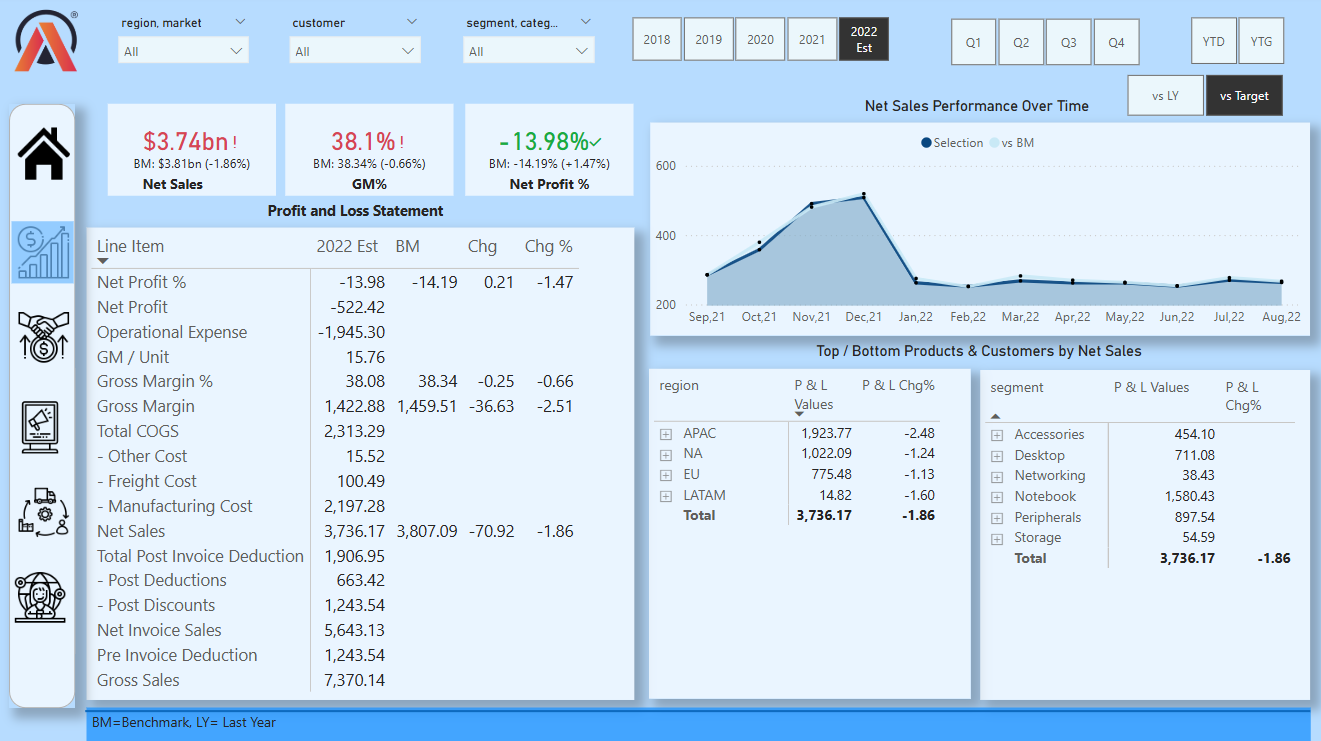 region, market
customer
segment, categ...
All
All
All
2018
2019
2020
2021
2022
Est
Q1
Q2
Q3
Q4
YTD
YTG
vs LY
vs Target
$3.74bn!
BM: $3.81bn (-1.86%)
Net Sales
38.1%!
BM: 38.34% (-0.66%)
GM%
-13.98%✓
BM: -14.19% (+1.47%)
Net Profit %
Profit and Loss Statement
Line Item 2022 Est BM Chg Chg %
Net Profit % -13.98 -14.19 0.21 -1.47
Net Profit -522.42
Operational Expense -1,945.30
GM / Unit 15.76
Gross Margin % 38.08 38.34 -0.25 -0.66
Gross Margin 1,422.88 1,459.51 -36.63 -2.51
Total COGS 2,313.29
- Other Cost 15.52
- Freight Cost 100.49
- Manufacturing Cost 2,197.28
Net Sales 3,736.17 3,807.09 -70.92 -1.86
Total Post Invoice Deduction 1,906.95
- Post Deductions 663.42
- Post Discounts 1,243.54
Net Invoice Sales 5,643.13
Pre Invoice Deduction 1,243.54
Gross Sales 7,370.14
Net Sales Performance Over Time
Selection vs BM
600
400
200
Sep,21 Oct,21 Nov,21 Dec,21 Jan,22 Feb,22 Mar,22 Apr,22 May,22 Jun,22 Jul,22 Aug,22
Top / Bottom Products & Customers by Net Sales
region P & L P & L Chg%
Values
APAC 1,923.77 -2.48
NA 1,022.09 -1.24
EU 775.48 -1.13
LATAM 14.82 -1.60
Total 3,736.17 -1.86
segment P & L Values P & L
Chg%
Accessories 454.10
Desktop 711.08
Networking 38.43
Notebook 1,580.43
Peripherals 897.54
Storage 54.59
Total 3,736.17 -1.86
BM=Benchmark, LY= Last Year